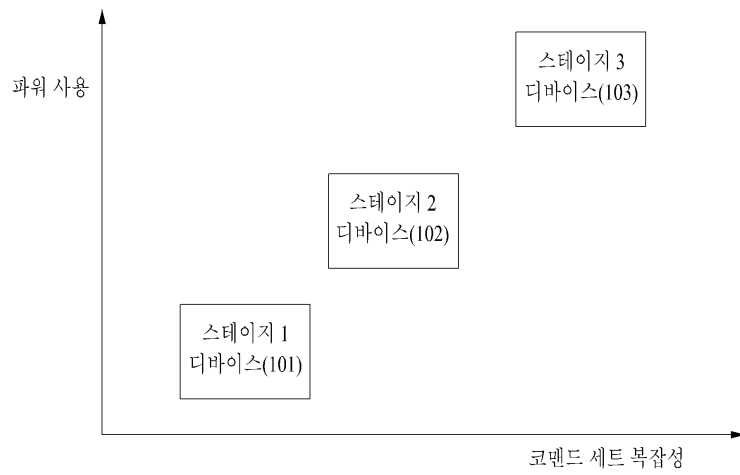 파워 사용
스테이지 3
디바이스(103)
스테이지 2
디바이스(102)
스테이지 1
디바이스(101)
코맨드 세트 복잡성